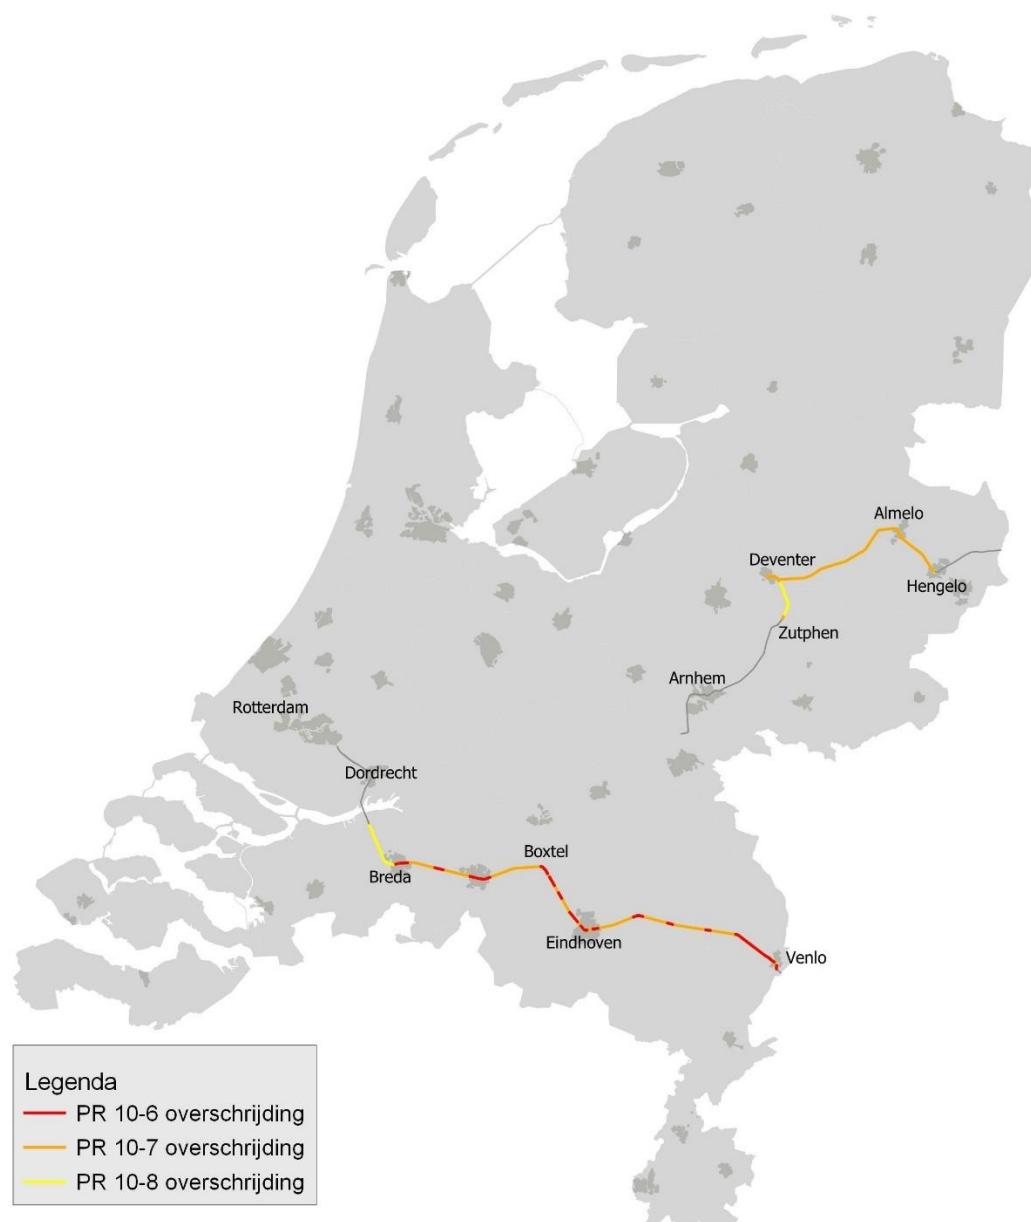 Almelo
Deventer
Hengelo
Zutphen
Arnhem
Rotterdam
Dordrecht
Boxtel
Breda
Eindhoven
Venlo
Legenda
PR 10-6 overschrijding
PR 10-7 overschrijding
PR 10-8 overschrijding